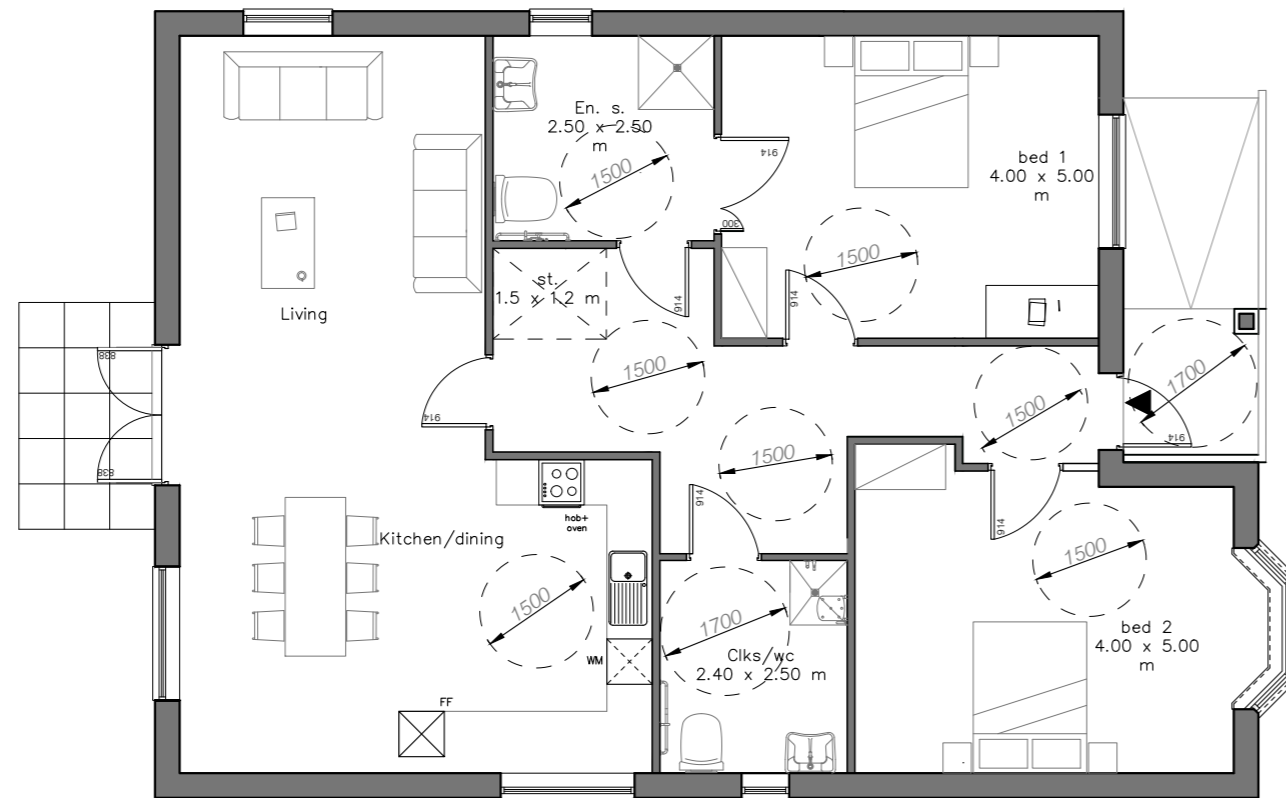 En. s.
2.50 x 2.50
m
1500
914
300
bed 1
4.00 x 5.00
m
1500
914
st.
1.5 x 1.2 m
914
Living
838
838
914
1500
1500
1500
1700
914
Kitchen/dining
hob+
oven
1500
WM
FF
914
1700
Clks/wc
2.40 x 2.50 m
914
1500
bed 2
4.00 x 5.00
m